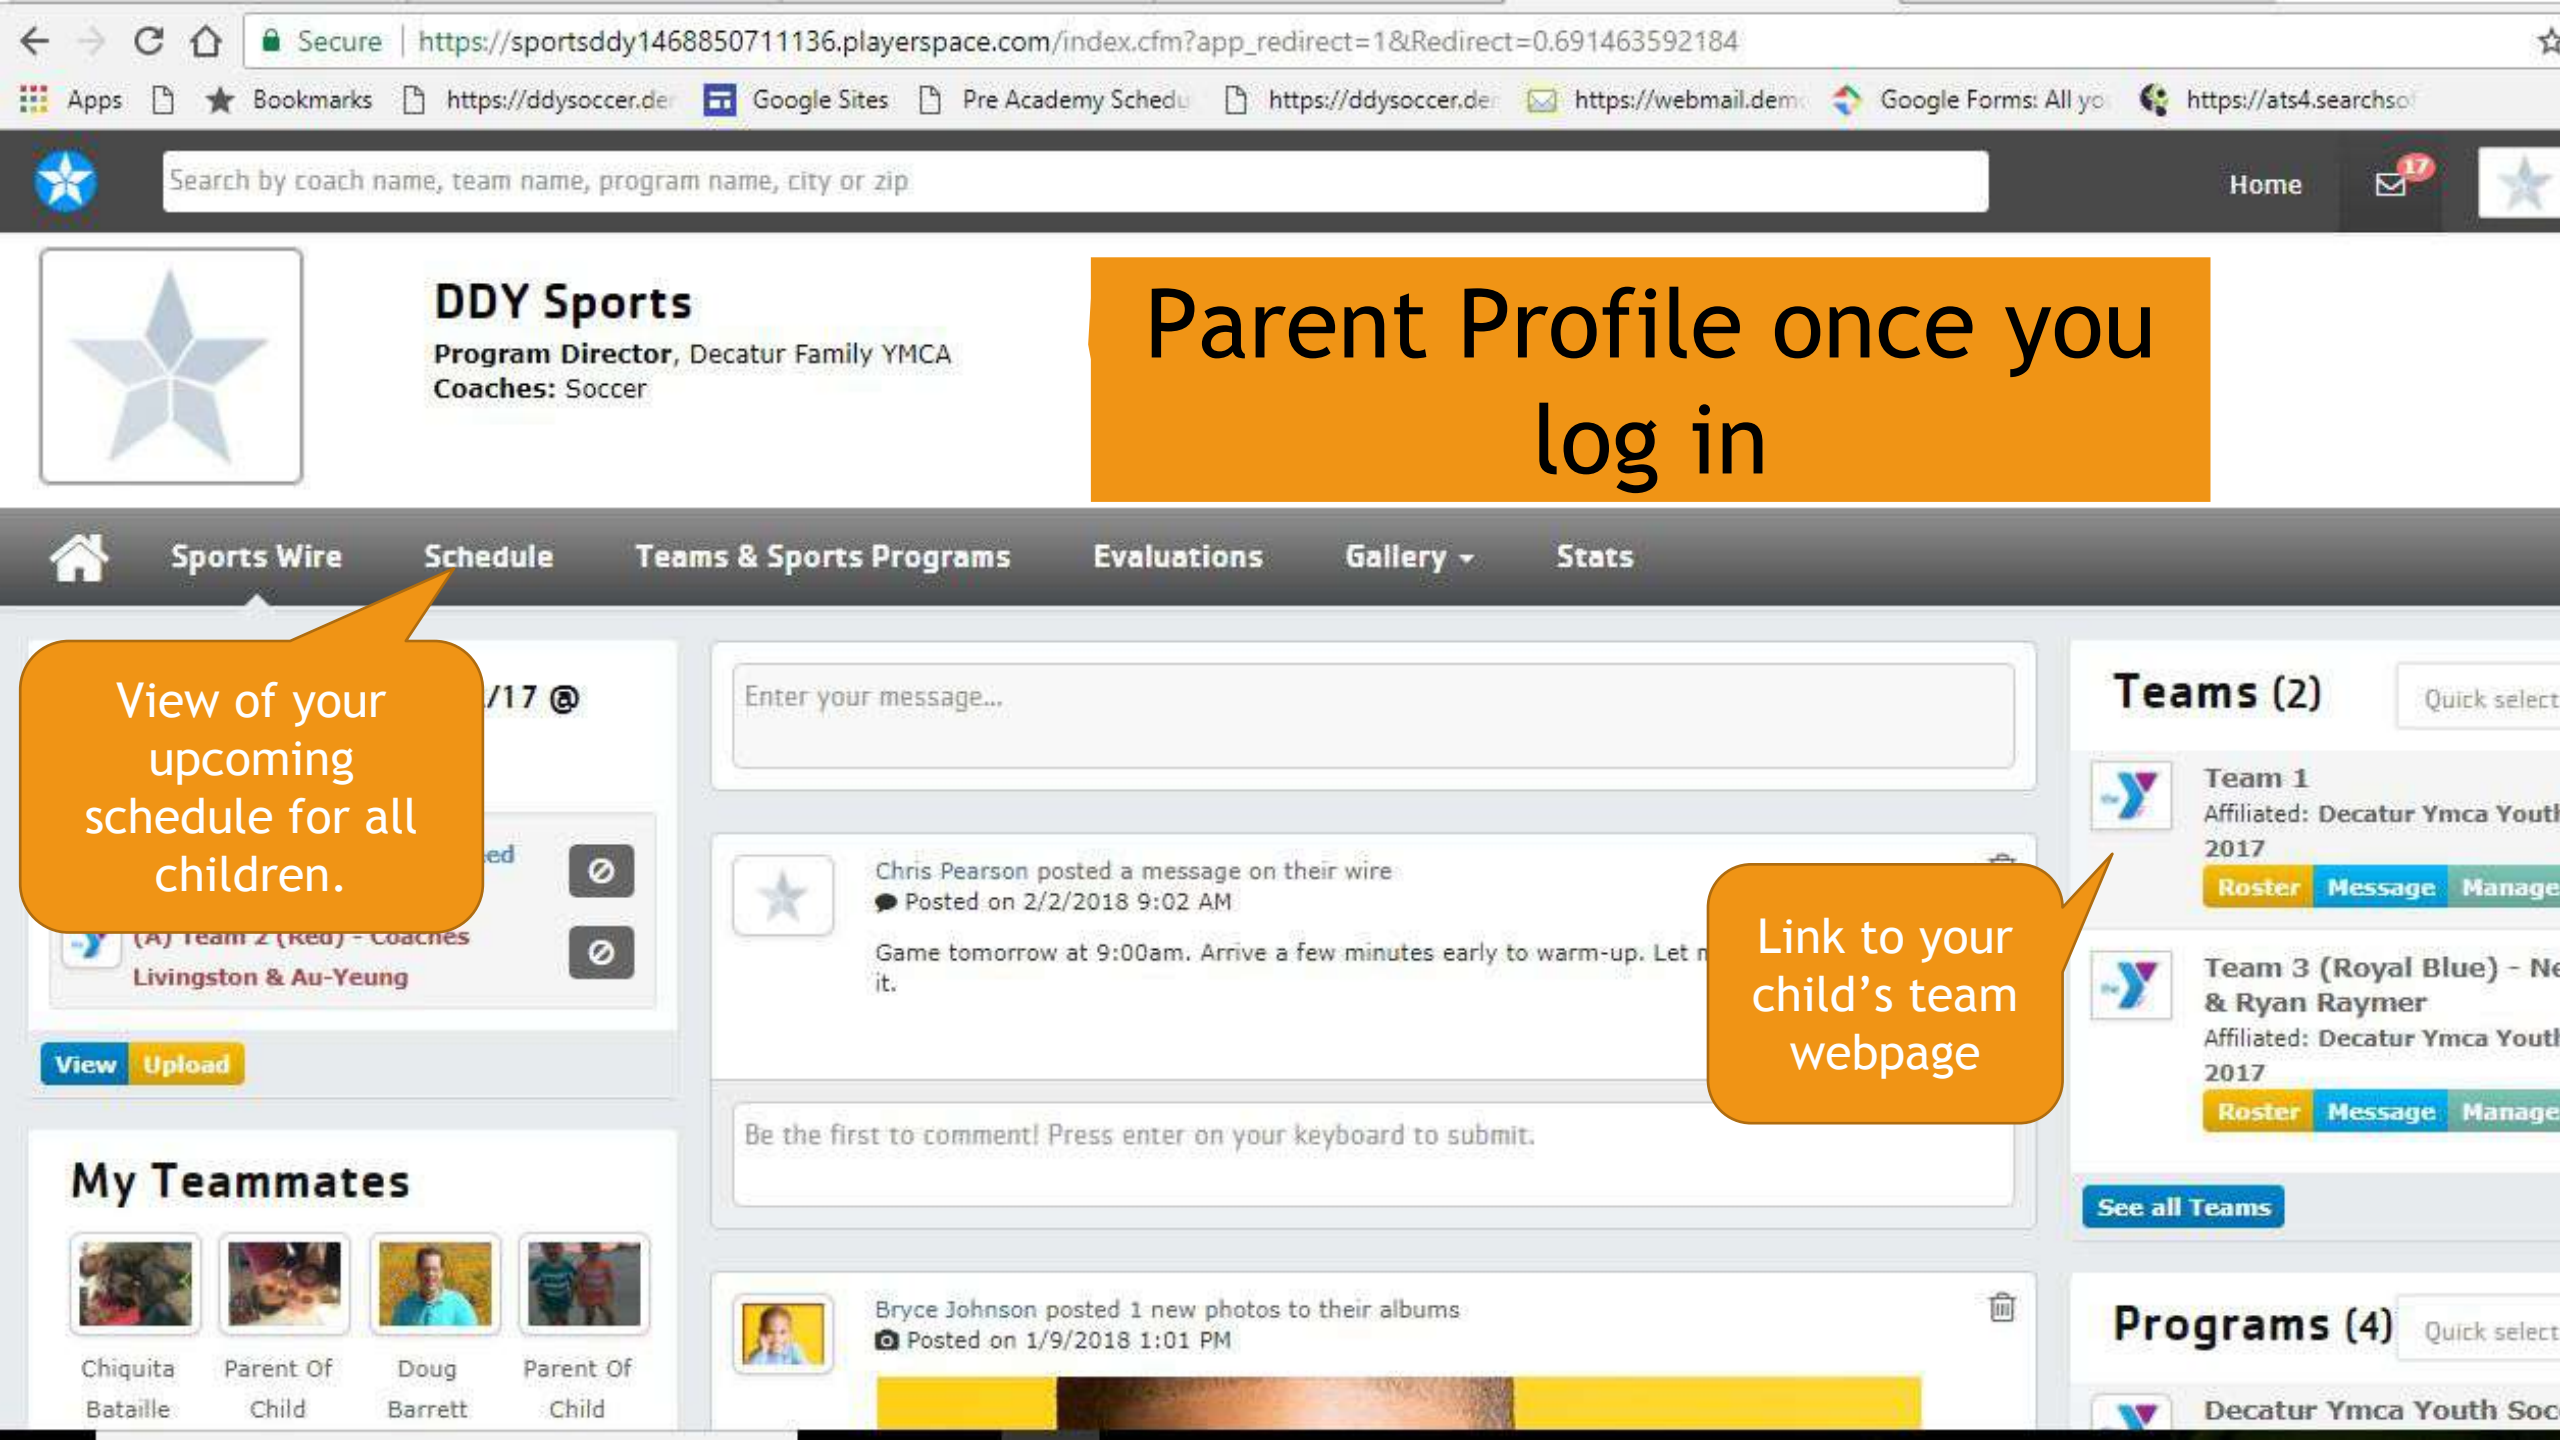 Secure | https://sportsddy1468850711136.playerspace.com/index.cfm?app_redirect=1&Redirect=0.691463592184
Apps Bookmarks https://ddysoccer.de Google Sites Pre Academy Schedu https://ddysoccer.de https://webmail.dem Google Forms: All yo https://ats4.searchso
Search by coach name, team name, program name, city or zip
Home 17
DDY Sports
Program Director, Decatur Family YMCA
Coaches: Soccer
Parent Profile once you
log in
Sports Wire Schedule Teams & Sports Programs Evaluations Gallery Stats
View of your
upcoming
schedule for all
children.
/17 @
ed
(A) Team 2 (Red) - Coaches
Livingston & Au-Yeung
View Upload
My Teammates
Chiquita
Bataille
Parent Of
Child
Doug
Barrett
Parent Of
Child
Enter your message...
Chris Pearson posted a message on their wire
Posted on 2/2/2018 9:02 AM
Game tomorrow at 9:00am. Arrive a few minutes early to warm-up. Let
it.
Be the first to comment! Press enter on your keyboard to submit.
Bryce Johnson posted 1 new photos to their albums
Posted on 1/9/2018 1:01 PM
Link to your
child’s team
webpage
Teams (2)
Quick select
Team 1
Affiliated: Decatur Ymca Youth
2017
Roster Message Manage
Team 3 (Royal Blue) - Ne
& Ryan Raymer
Affiliated: Decatur Ymca Youth
2017
Roster Message Manage
See all Teams
Programs (4)
Quick select
Decatur Ymca Youth Soc